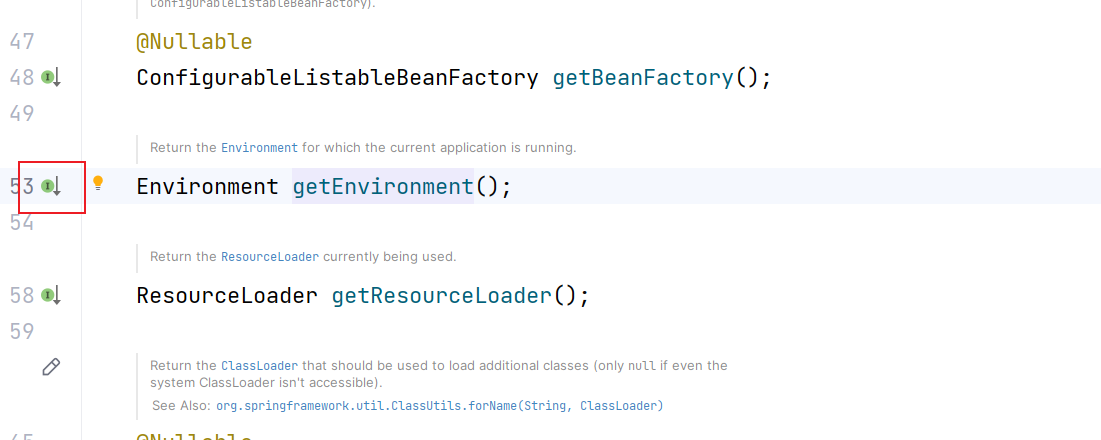 ConfigurableListableBeanFactory).
47 @Nullable
48 I ConfigurableListableBeanFactory getBeanFactory();
49
Return the Environment for which the current application is running.
53 I Environment getEnvironment();
54
Return the ResourceLoader currently being used.
58 I ResourceLoader getResourceLoader();
59
Return the ClassLoader that should be used to load additional classes (only null if even the
system ClassLoader isn't accessible).
See Also: org.springframework.util.ClassUtils.forName(String, ClassLoader)
65 @Nullable